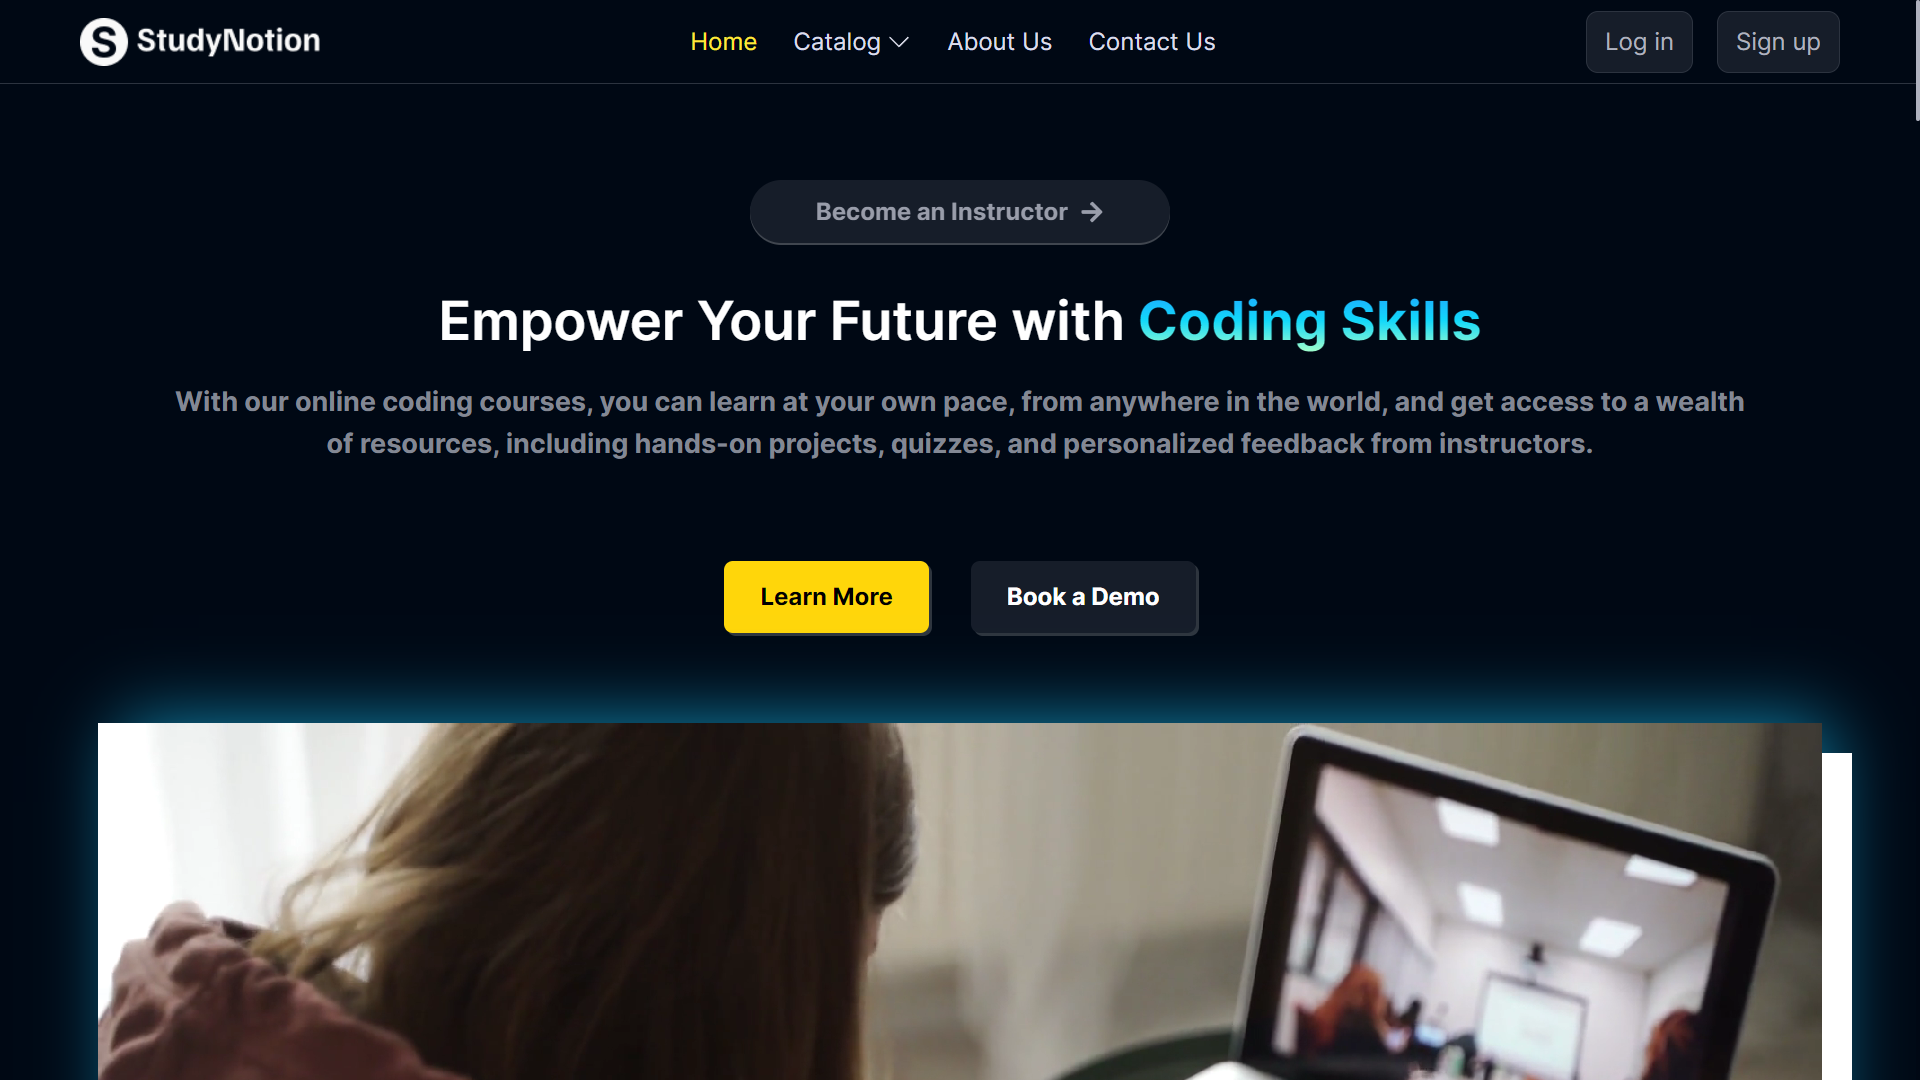 StudyNotion
Home Catalog About Us Contact Us
Log in Sign up
Become an Instructor
Empower Your Future with Coding Skills
With our online coding courses, you can learn at your own pace, from anywhere in the world, and get access to a wealth
of resources, including hands-on projects, quizzes, and personalized feedback from instructors.
Learn More Book a Demo